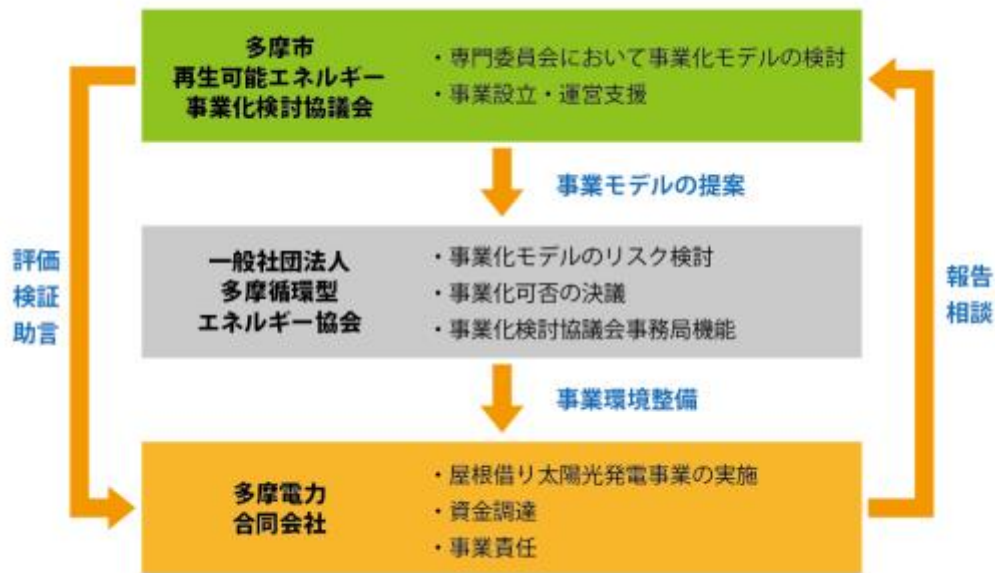 多摩市
再生可能エネルギー
事業化検討協議会
・専門委員会において事業化モデルの検討
・事業設立・運営支援
事業モデルの提案
評価
検証
助言
一般社団法人
多摩循環型
エネルギー協会
・事業化モデルのリスク検討
・事業化可否の決議
・事業化検討協議会事務局機能
報告
相談
事業環境整備
多摩電力
合同会社
・屋根借り太陽光発電事業の実施
・資金調達
・事業責任